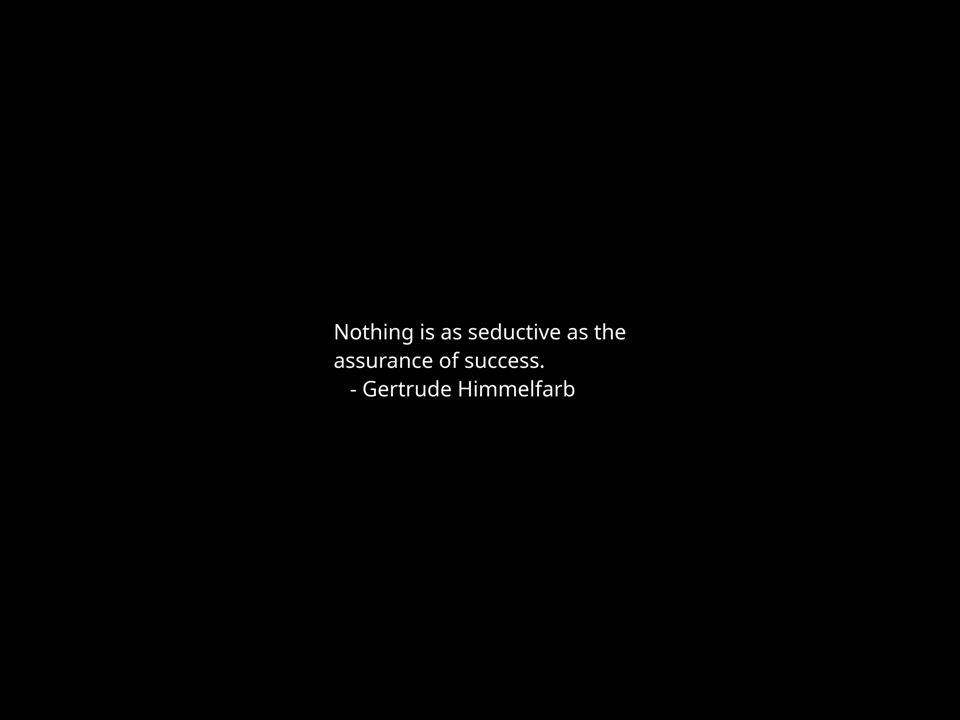 Nothing is as seductive as the
assurance of success.
- Gertrude Himmelfarb